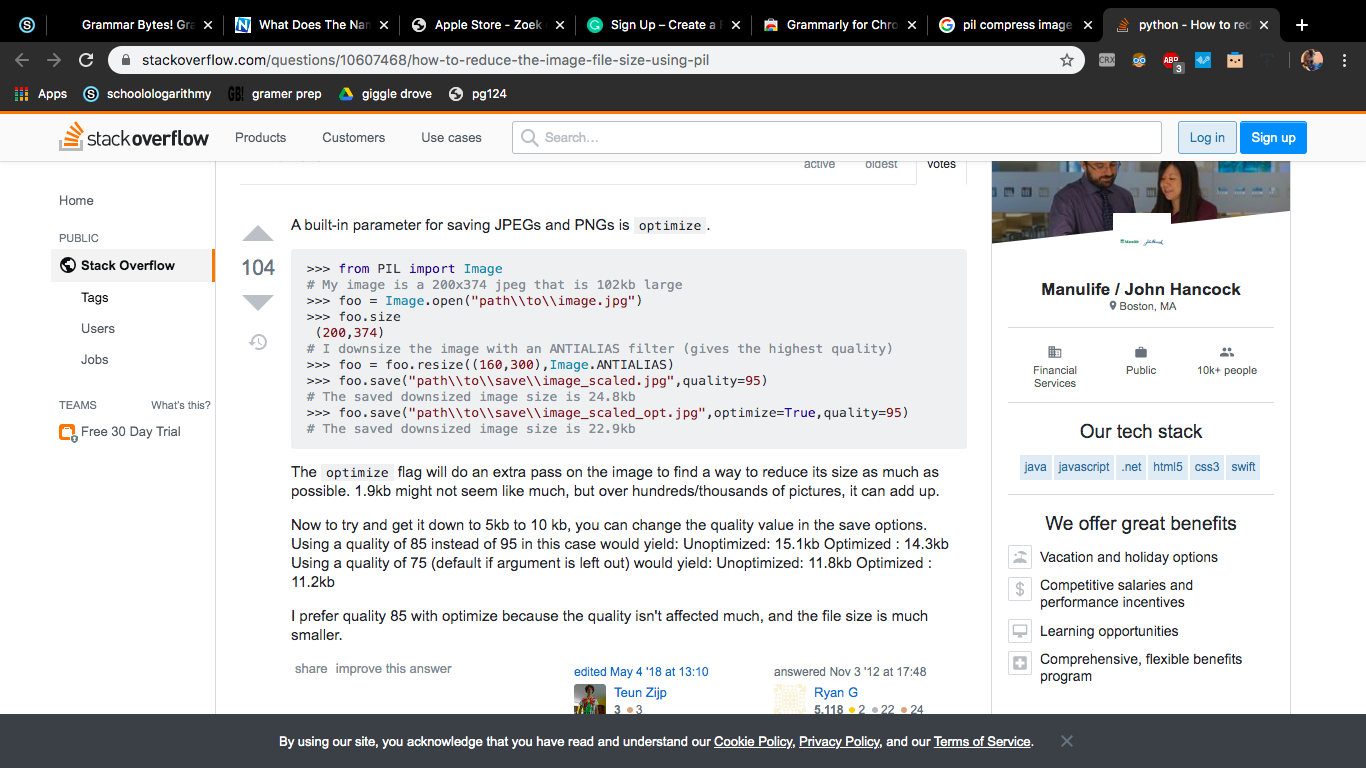 Grammar Bytes! Gra
What Does The Nan
Apple Store - Zoek
Sign Up – Create a F
Grammarly for Chro
pil compress image
python - How to red
stackoverflow.com/questions/10607468/how-to-reduce-the-image-file-size-using-pil
CRX
ABP
3
Apps
schoolologarithmy
GB!
gramer prep
giggle drove
pg124
stackoverflow
Products
Customers
Use cases
Search...
Log in
Sign up
active
oldest
votes
Home
PUBLIC
Stack Overflow
Tags
Users
Jobs
TEAMS
What's this?
Free 30 Day Trial
A built-in parameter for saving JPEGs and PNGs is optimize.
104
>>> from PIL import Image
# My image is a 200x374 jpeg that is 102kb large
>>> foo = Image.open("path\\to\\image.jpg")
>>> foo.size
(200,374)
# I downsize the image with an ANTIALIAS filter (gives the highest quality)
>>> foo = foo.resize((160,300),Image.ANTIALIAS)
>>> foo.save("path\\to\\save\\image_scaled.jpg",quality=95)
# The saved downsized image size is 24.8kb
>>> foo.save("path\\to\\save\\image_scaled_opt.jpg",optimize=True,quality=95)
# The saved downsized image size is 22.9kb
The optimize flag will do an extra pass on the image to find a way to reduce its size as much as
possible. 1.9kb might not seem like much, but over hundreds/thousands of pictures, it can add up.
Now to try and get it down to 5kb to 10 kb, you can change the quality value in the save options.
Using a quality of 85 instead of 95 in this case would yield: Unoptimized: 15.1kb Optimized : 14.3kb
Using a quality of 75 (default if argument is left out) would yield: Unoptimized: 11.8kb Optimized :
11.2kb
I prefer quality 85 with optimize because the quality isn't affected much, and the file size is much
smaller.
share improve this answer
edited May 4 '18 at 13:10
Teun Zijp
3 ●3
answered Nov 3 '12 at 17:48
Ryan G
5,118 ●2 ●22 ●24
Manulife / John Hancock
Boston, MA
Financial
Services
Public
10k+ people
Our tech stack
java
javascript
.net
html5
css3
swift
We offer great benefits
Vacation and holiday options
Competitive salaries and
performance incentives
Learning opportunities
Comprehensive, flexible benefits
program
By using our site, you acknowledge that you have read and understand our Cookie Policy, Privacy Policy, and our Terms of Service.